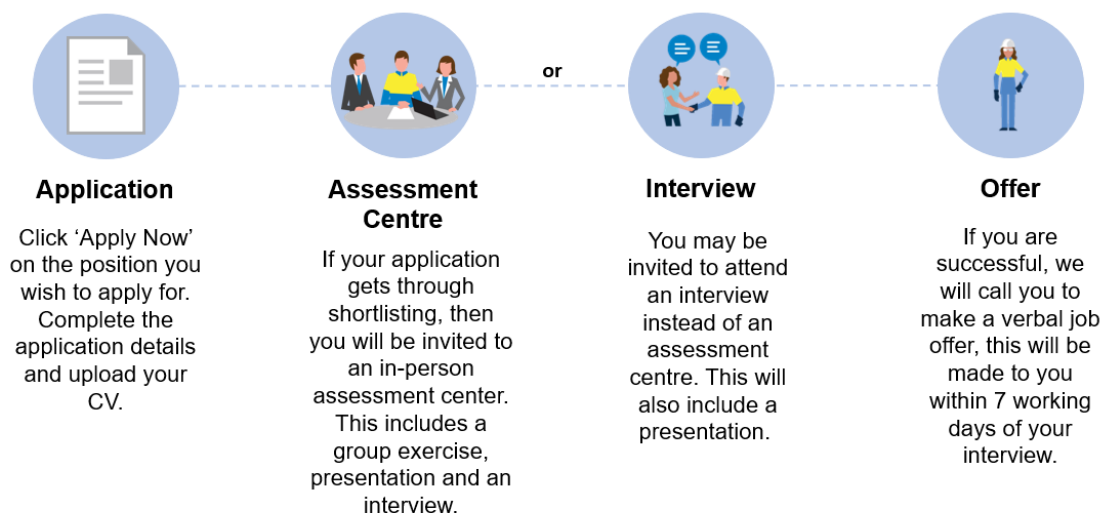 or
Application
Click ‘Apply Now’
on the position you
wish to apply for.
Complete the
application details
and upload your
CV.
Assessment
Centre
If your application
gets through
shortlisting, then
you will be invited to
an in-person
assessment center.
This includes a
group exercise,
presentation and an
interview.
Interview
You may be
invited to attend
an interview
instead of an
assessment
centre. This will
also include a
presentation.
Offer
If you are
successful, we
will call you to
make a verbal job
offer, this will be
made to you
within 7 working
days of your
interview.